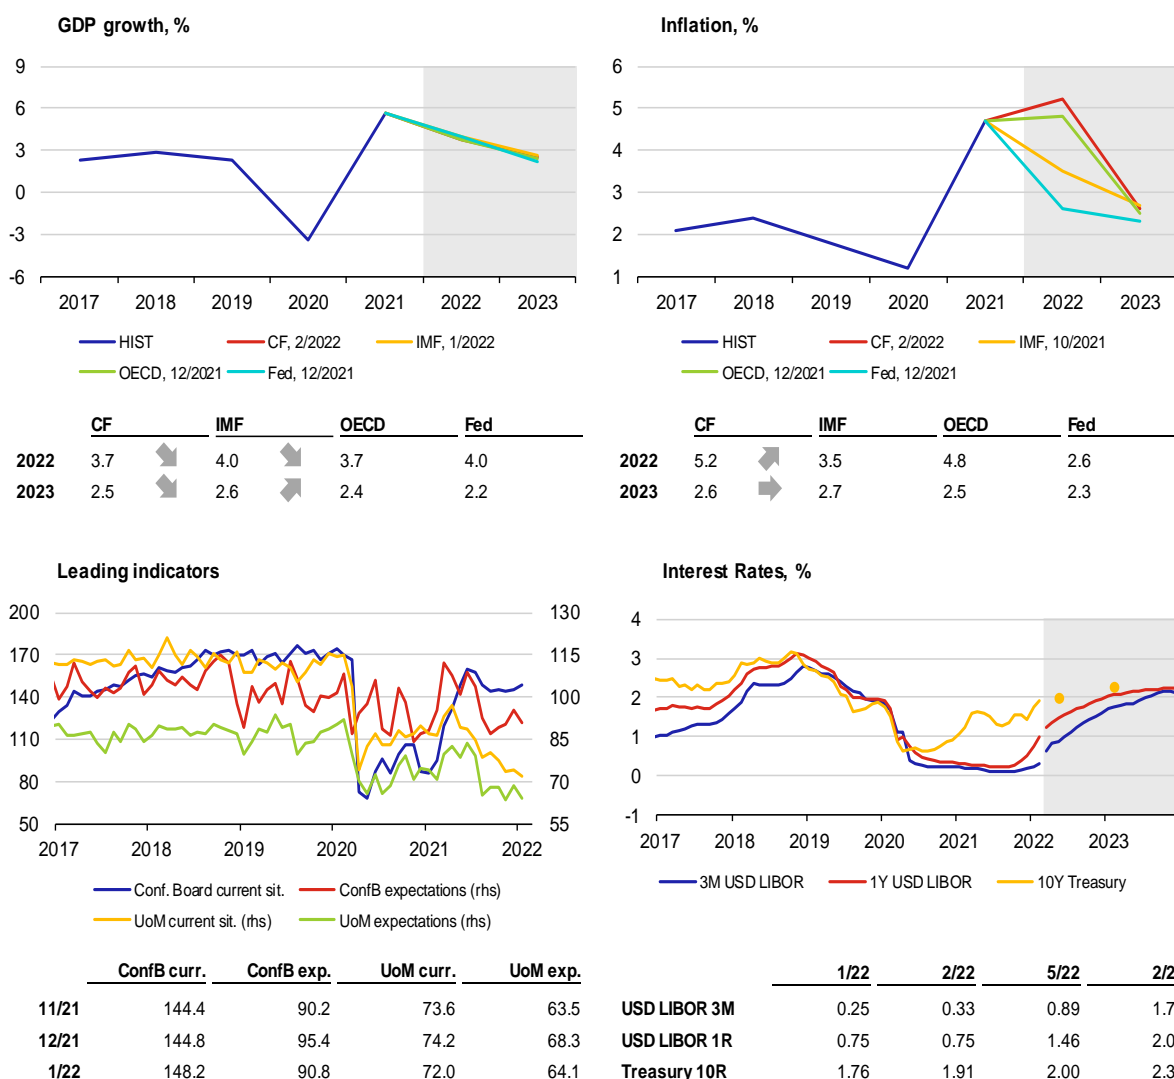 GDP growth, %
9
6
3
0
-3
-6
2017 2018 2019 2020 2021 2022 2023
HIST CF, 2/2022 IMF, 1/2022
OECD, 12/2021 Fed, 12/2021
CF IMF OECD Fed
2022 3.7 4.0 3.7 4.0
2023 2.5 2.6 2.4 2.2
Inflation, %
6
5
4
3
2
1
2017 2018 2019 2020 2021 2022 2023
HIST CF, 2/2022 IMF, 10/2021
OECD, 12/2021 Fed, 12/2021
CF IMF OECD Fed
2022 5.2 3.5 4.8 2.6
2023 2.6 2.7 2.5 2.3
Leading indicators
200 130
170 115
140 100
110 85
80 70
50 55
2017 2018 2019 2020 2021 2022
Conf. Board current sit. ConfB expectations (rhs)
UoM current sit. (rhs) UoM expectations (rhs)
ConfB curr. ConfB exp. UoM curr. UoM exp.
11/21 144.4 90.2 73.6 63.5
12/21 144.8 95.4 74.2 68.3
1/22 148.2 90.8 72.0 64.1
Interest Rates, %
4
3
2
1
0
-1
2017 2018 2019 2020 2021 2022 2023
3M USD LIBOR 1Y USD LIBOR 10Y Treasury
1/22 2/22 5/22
USD LIBOR 3M 0.25 0.33 0.89
USD LIBOR 1R 0.75 0.75 1.46
Treasury 10R 1.76 1.91 2.00